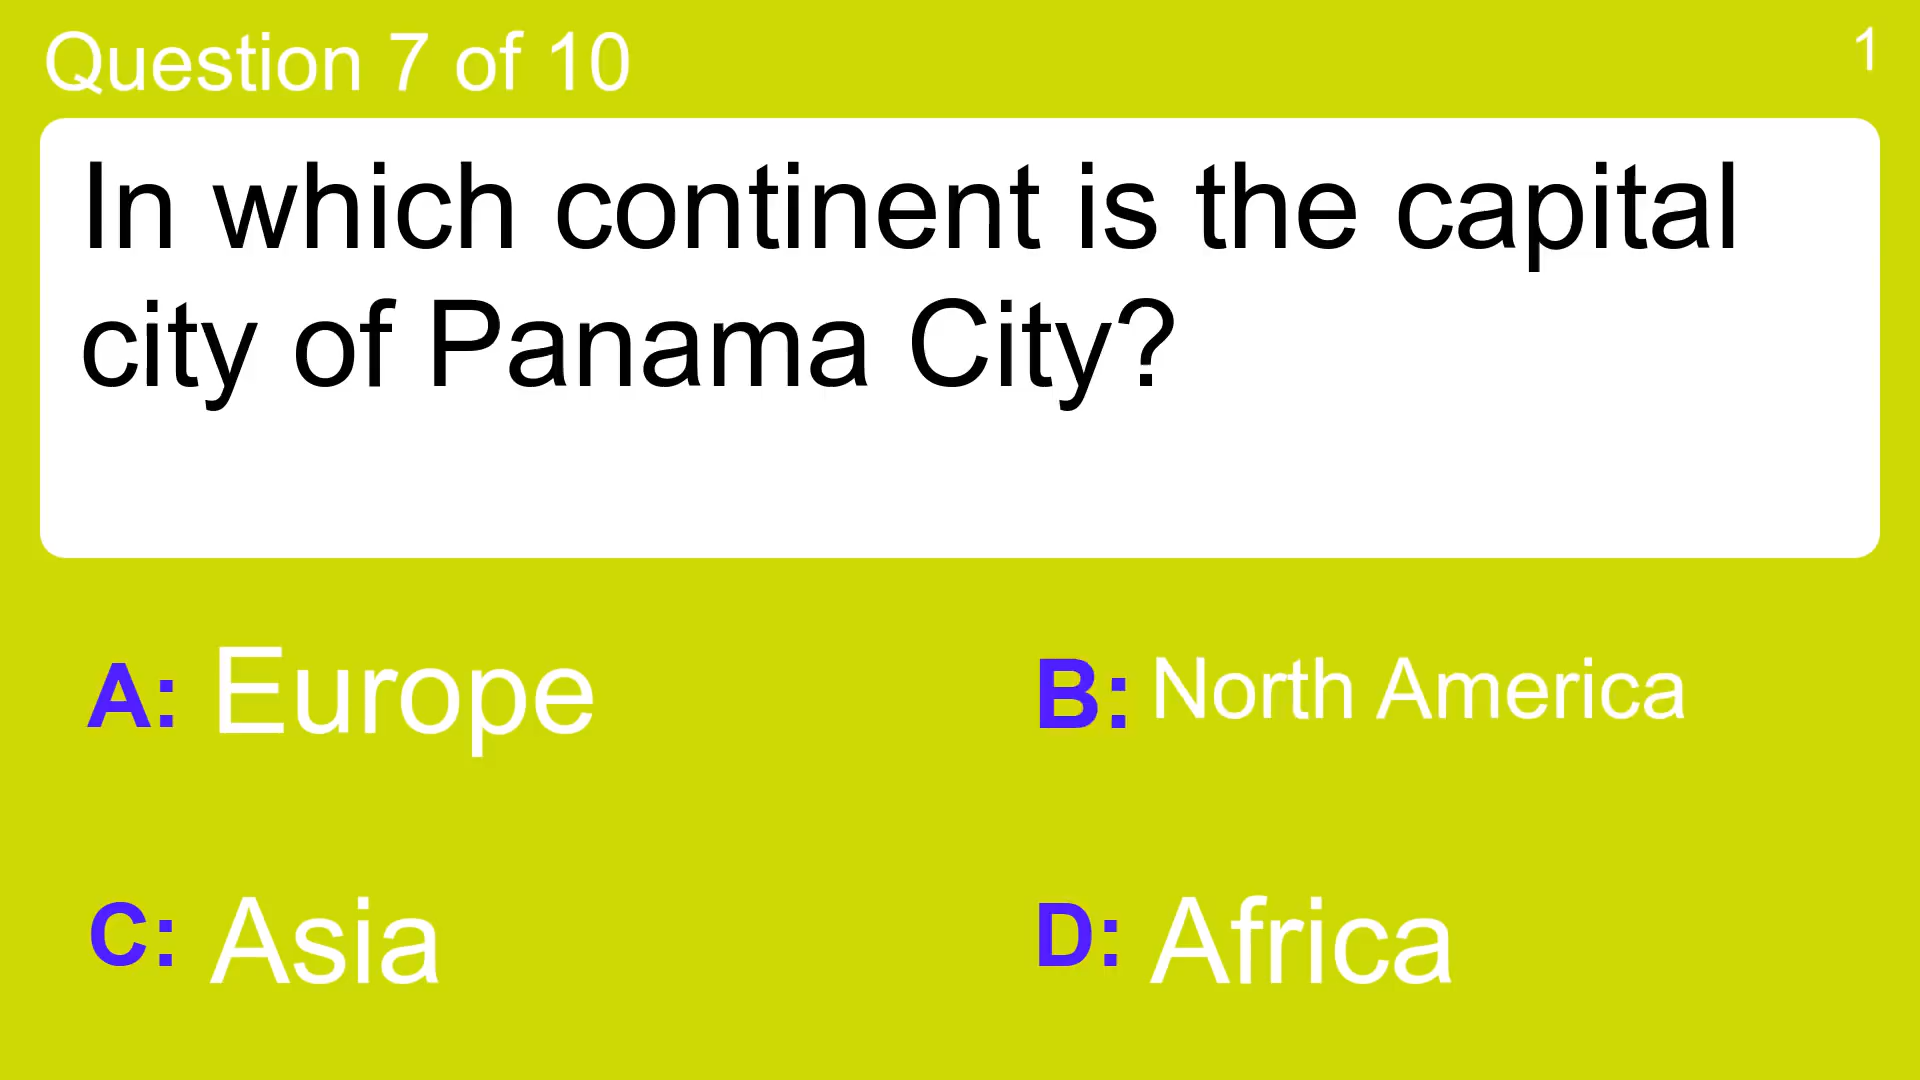 Question 7 of 10
1
In which continent is the capital
city of Panama City?
A: Europe
B: North America
C: Asia
D: Africa